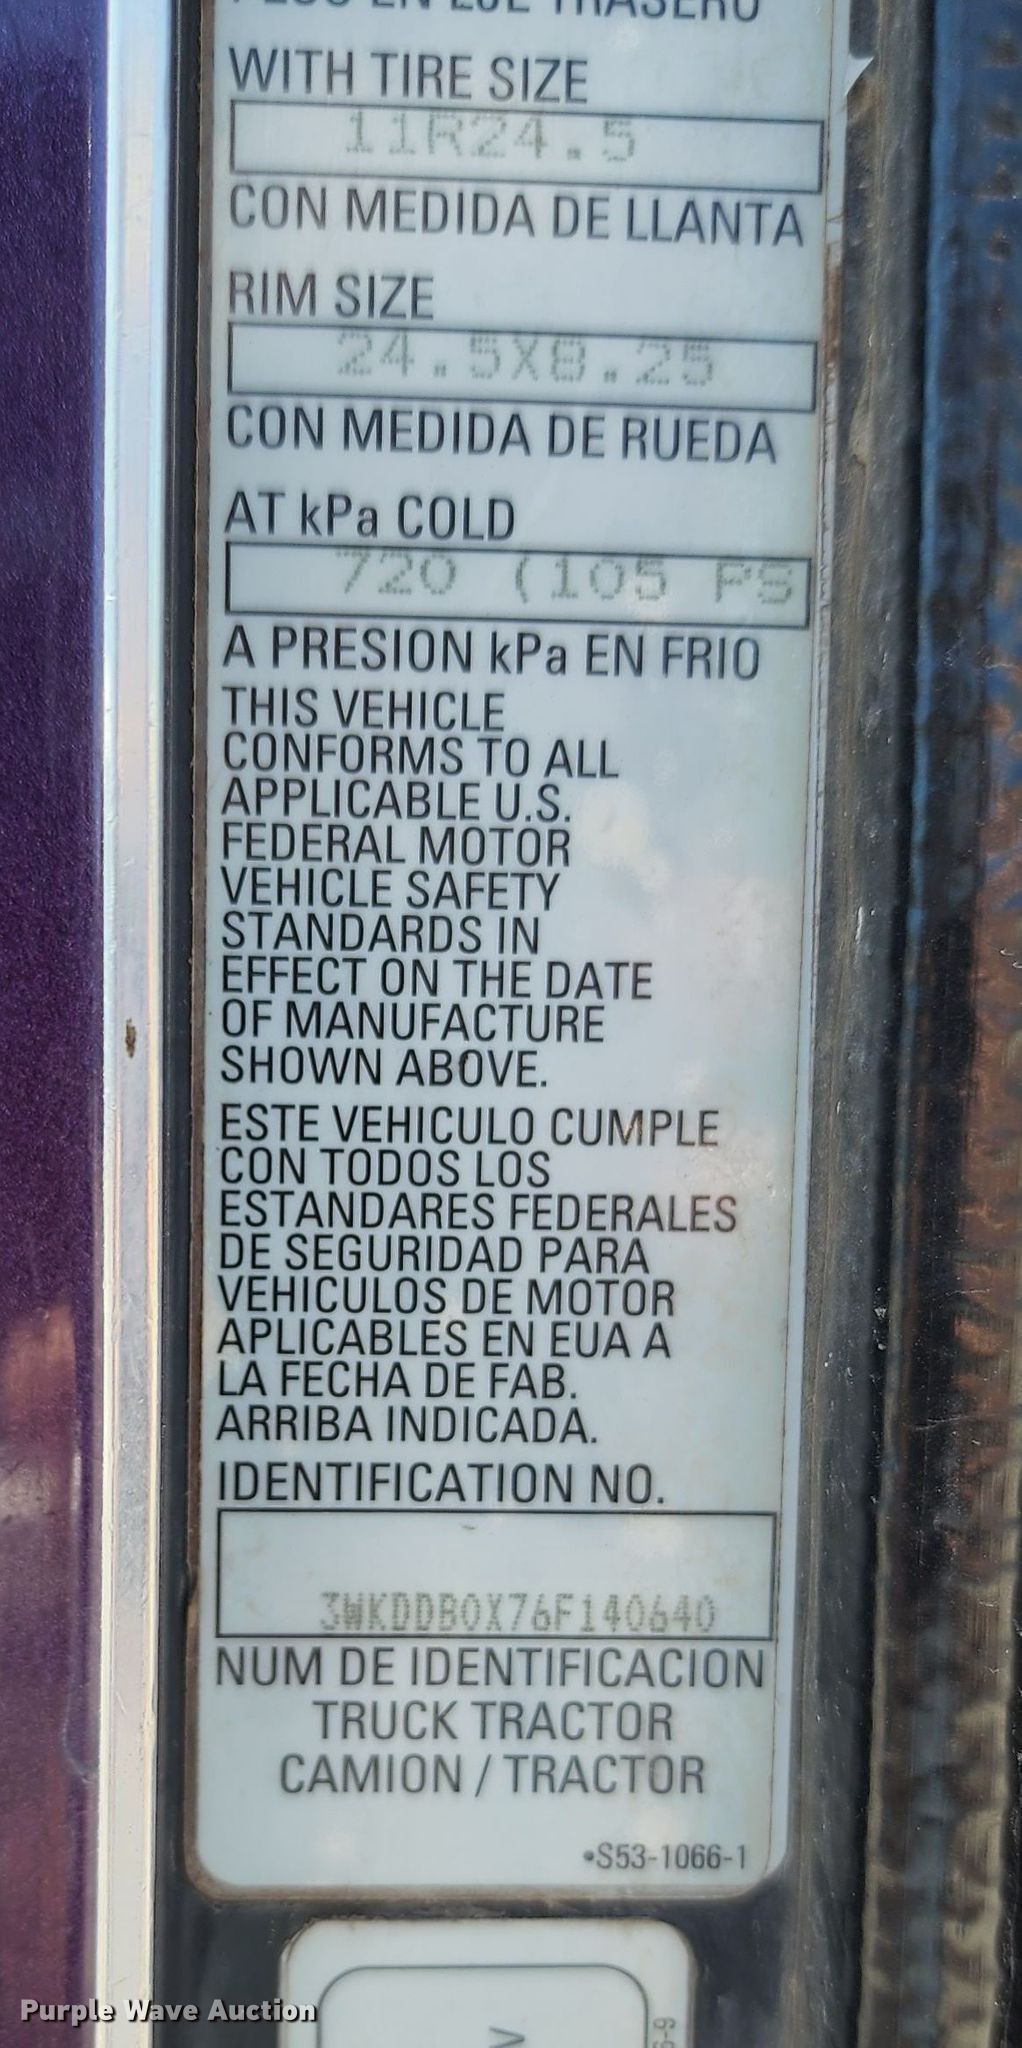 PESO EN EJE TRASERO
WITH TIRE SIZE
11R24.5
CON MEDIDA DE LLANTA
RIM SIZE
24.5X8.25
CON MEDIDA DE RUEDA
AT kPa COLD
720 (105 PS
A PRESION kPa EN FRIO
THIS VEHICLE
CONFORMS TO ALL
APPLICABLE U.S.
FEDERAL MOTOR
VEHICLE SAFETY
STANDARDS IN
EFFECT ON THE DATE
OF MANUFACTURE
SHOWN ABOVE.
ESTE VEHICULO CUMPLE
CON TODOS LOS
ESTANDARES FEDERALES
DE SEGURIDAD PARA
VEHICULOS DE MOTOR
APLICABLES EN EUA A
LA FECHA DE FAB.
ARRIBA INDICADA.
IDENTIFICATION NO.
3WKDDB0X76F140640
NUM DE IDENTIFICACION
TRUCK TRACTOR
CAMION / TRACTOR
•S53-1066-1
Purple Wave Auction